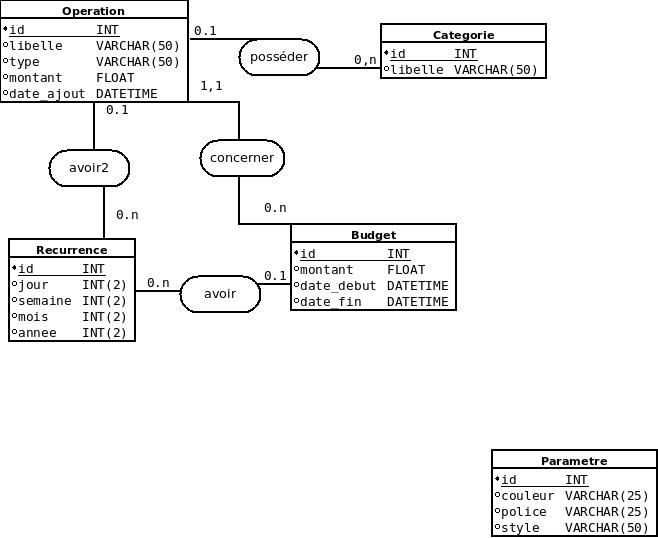 Operation
id INT
libelle VARCHAR(50)
type VARCHAR(50)
montant FLOAT
date_ajout DATETIME
0.1
posséder
0,n
Categorie
id INT
libelle VARCHAR(50)
1,1
0.1
avoir2
concerner
0.n
0.n
Recurrence
id INT
jour INT(2)
semaine INT(2)
mois INT(2)
annee INT(2)
0.n
avoir
0.1
Budget
id INT
montant FLOAT
date_debut DATETIME
date_fin DATETIME
Parametre
id INT
couleur VARCHAR(25)
police VARCHAR(25)
style VARCHAR(50)